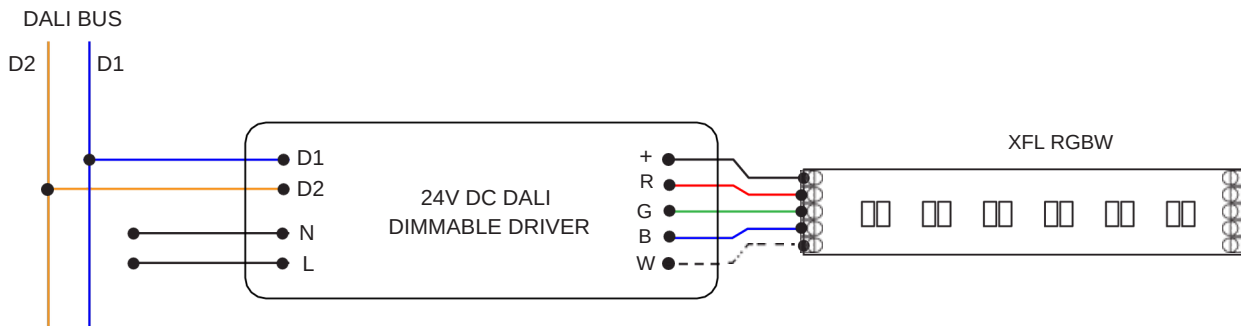 DALI BUS
D2
D1
XFL RGBW
D1
D2
N
L
24V DC DALI
DIMMABLE DRIVER
+
R
G
B
W